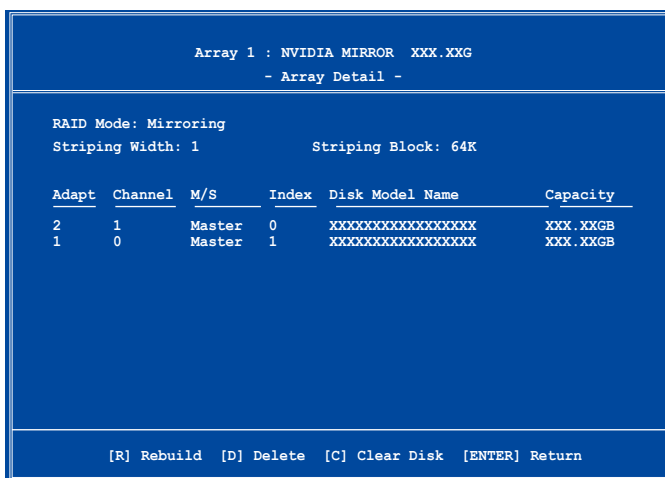 Array 1 : NVIDIA MIRROR XXX.XXG
- Array Detail -
RAID Mode: Mirroring
Striping Width: 1 Striping Block: 64K
Adapt Channel M/S Index Disk Model Name Capacity
2 1 Master 0 XXXXXXXXXXXXXXXXX XXX.XXGB
1 0 Master 1 XXXXXXXXXXXXXXXXX XXX.XXGB
[R] Rebuild [D] Delete [C] Clear Disk [ENTER] Return